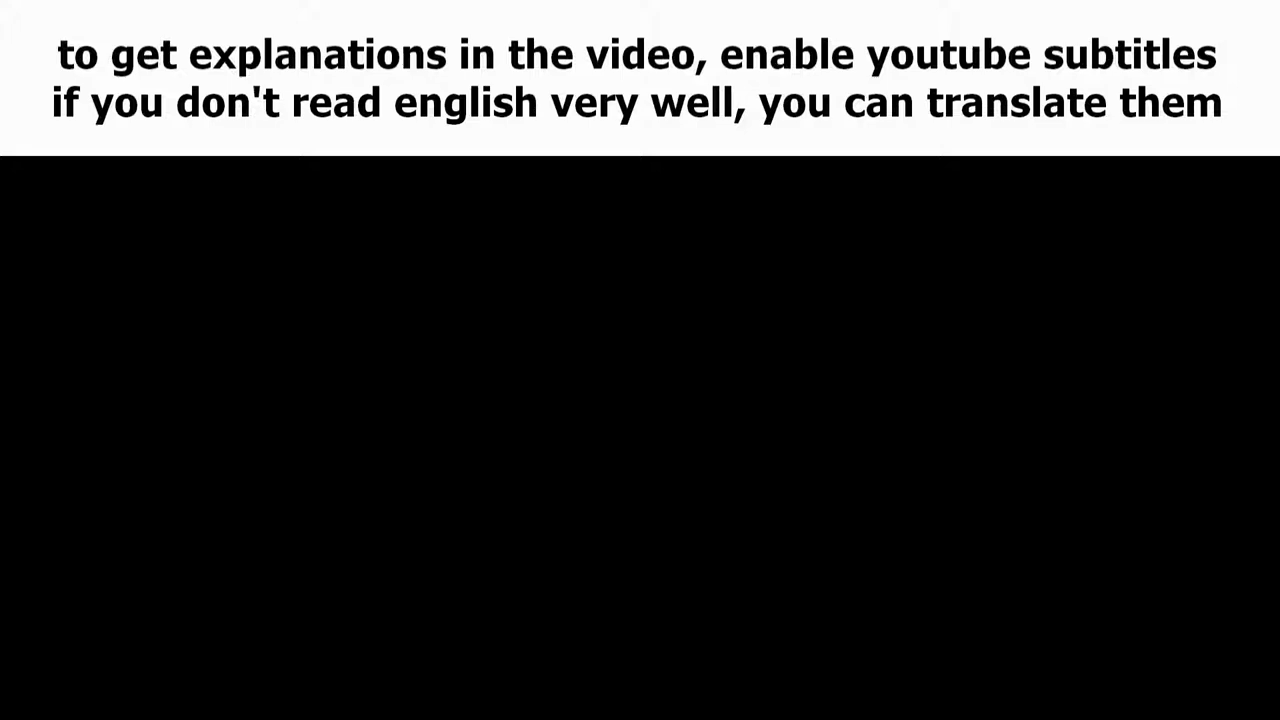 to get explanations in the video, enable youtube subtitles
if you don't read english very well, you can translate them